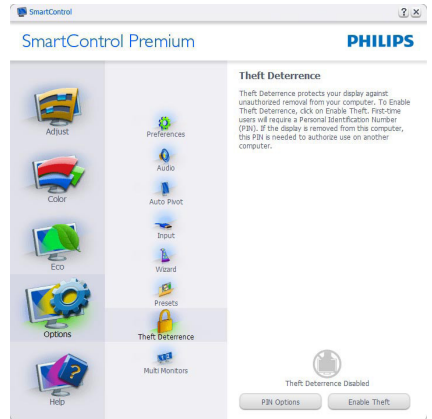 SmartControl
SmartControl Premium
PHILIPS
Adjust
Color
Eco
Options
Help
Preferences
Audio
Auto Pivot
Input
Wizard
Presets
Theft Deterrence
Multi Monitors
Theft Deterrence
Theft Deterrence protects your display against
unauthorized removal from your computer. To Enable
Theft Deterrence, click on Enable Theft. First-time
users will require a Personal Identification Number
(PIN). If the display is removed from this computer,
this PIN is needed to authorize use on another
computer.
Theft Deterrence Disabled
PIN Options
Enable Theft